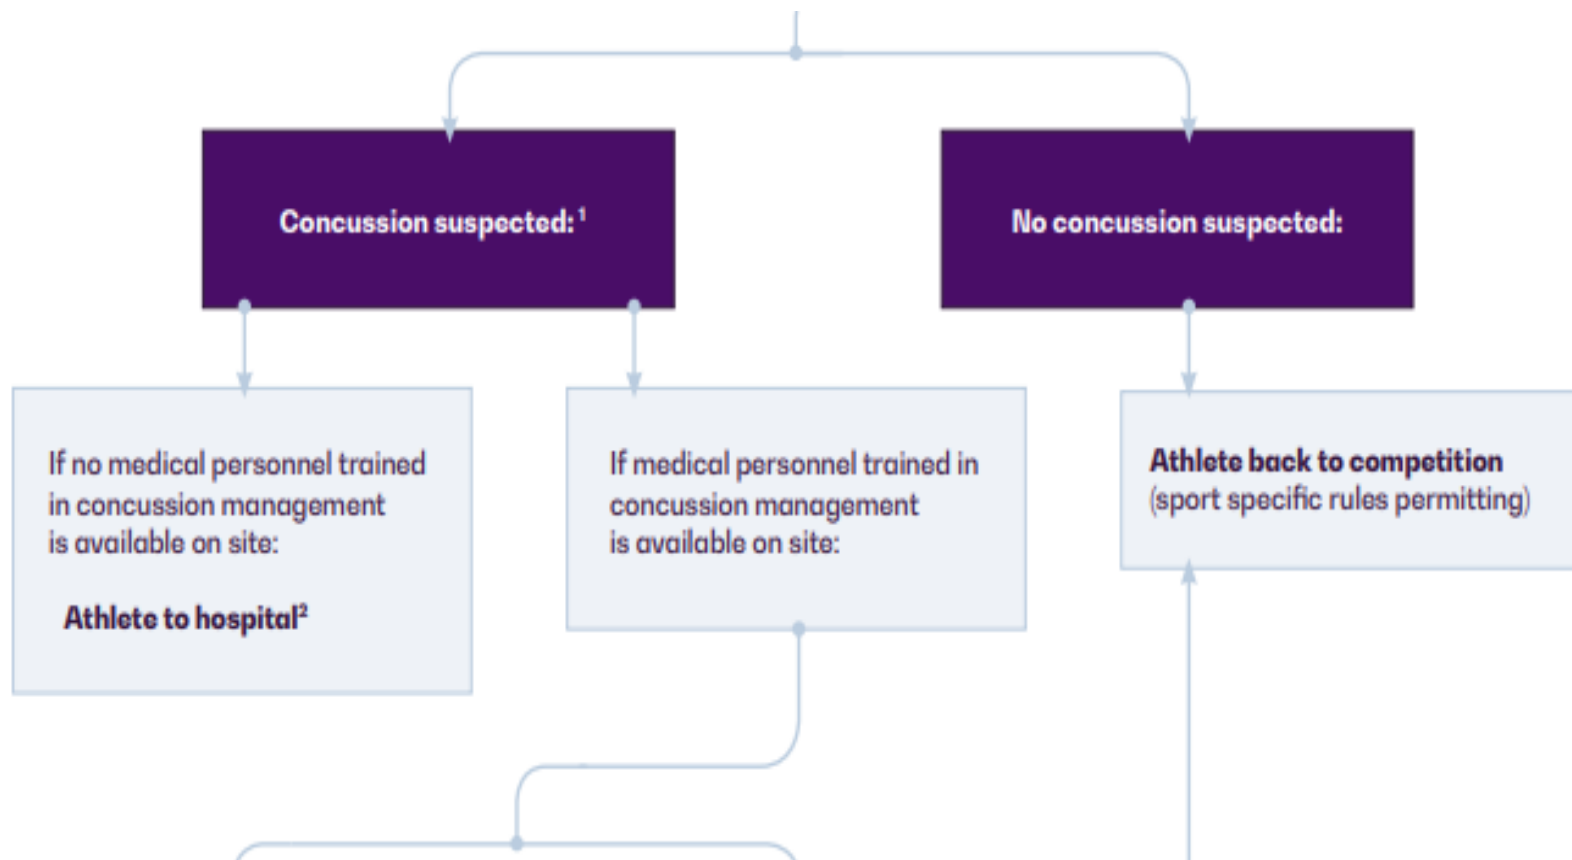 Concussion suspected: ¹
No concussion suspected:
If no medical personnel trained
in concussion management
is available on site:
Athlete to hospital²
If medical personnel trained in
concussion management
is available on site:
Athlete back to competition
(sport specific rules permitting)